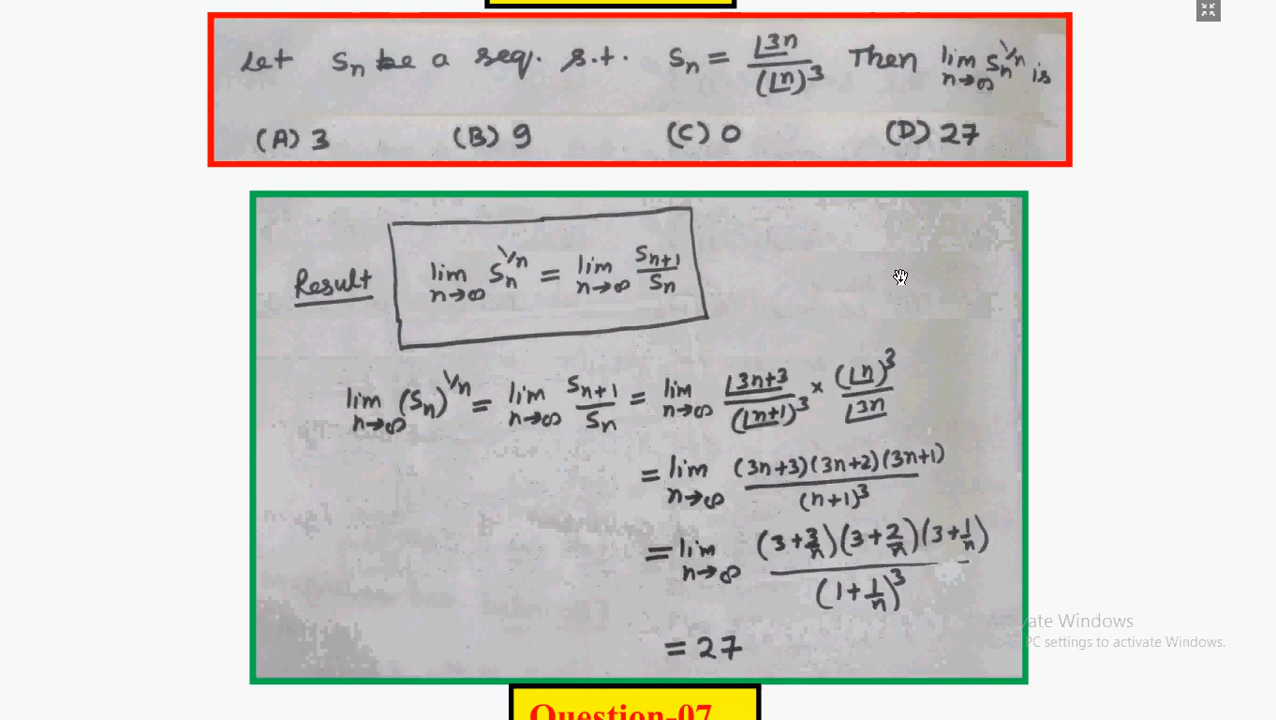 Let Sn be a seq. s.t. Sn = ⌊3n / (⌊n)³ Then lim n→∞ Sn^1/n is
(A) 3 (B) 9 (C) 0 (D) 27
Result lim n→∞ Sn^1/n = lim n→∞ Sn+1 / Sn
lim n→∞ (Sn)^1/n = lim n→∞ Sn+1 / Sn = lim n→∞ ⌊3n+3 / (⌊n+1)³ × (⌊n)³ / ⌊3n
= lim n→∞ (3n+3)(3n+2)(3n+1) / (n+1)³
= lim n→∞ (3+3/n)(3+2/n)(3+1/n) / (1+1/n)³
vate Windows
PC settings to activate Windows.
= 27
Question-07